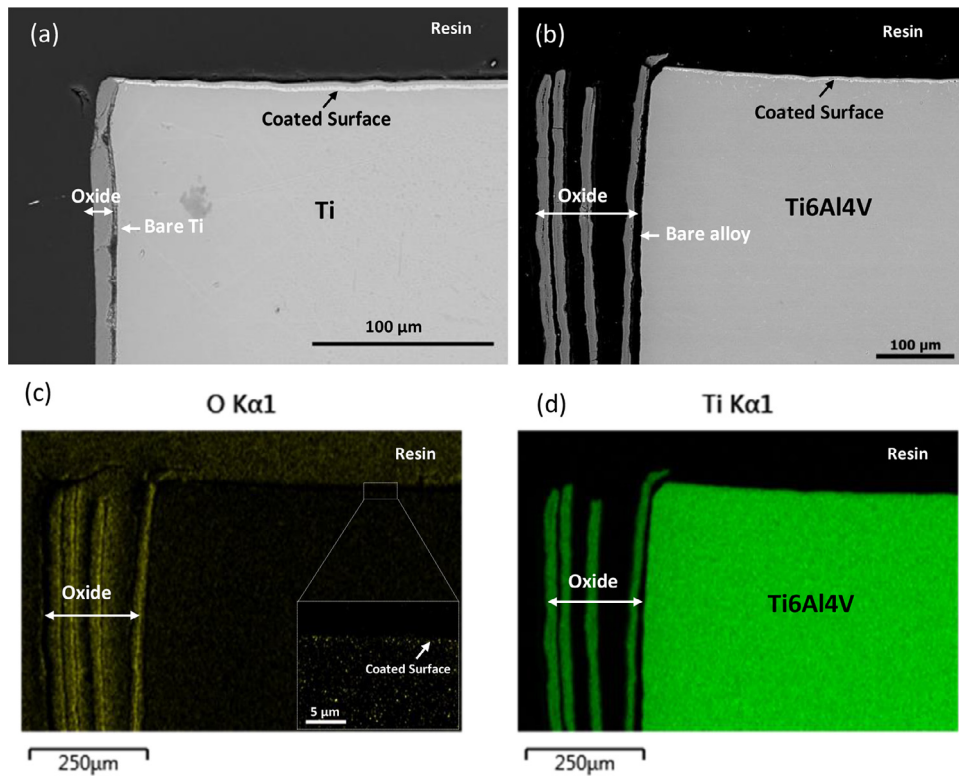 (a)
Resin
Coated Surface
Oxide
Ti
Bare Ti
100 µm
(b)
Resin
Coated Surface
Oxide
Ti6Al4V
Bare alloy
100 µm
(c)
O Kα1
Resin
Oxide
Coated Surface
5 µm
250µm
(d)
Ti Kα1
Resin
Oxide
Ti6Al4V
250µm